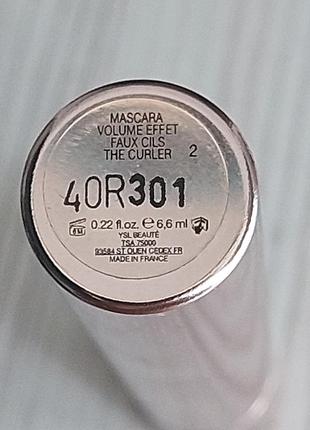 MASCARA
VOLUME EFFET
FAUX CILS
THE CURLER 2
40R301
6 M 0.22 fl.oz. e 6,6 ml
YSL BEAUTÉ
TSA 75000
93584 ST OUEN CEDEX FR
MADE IN FRANCE